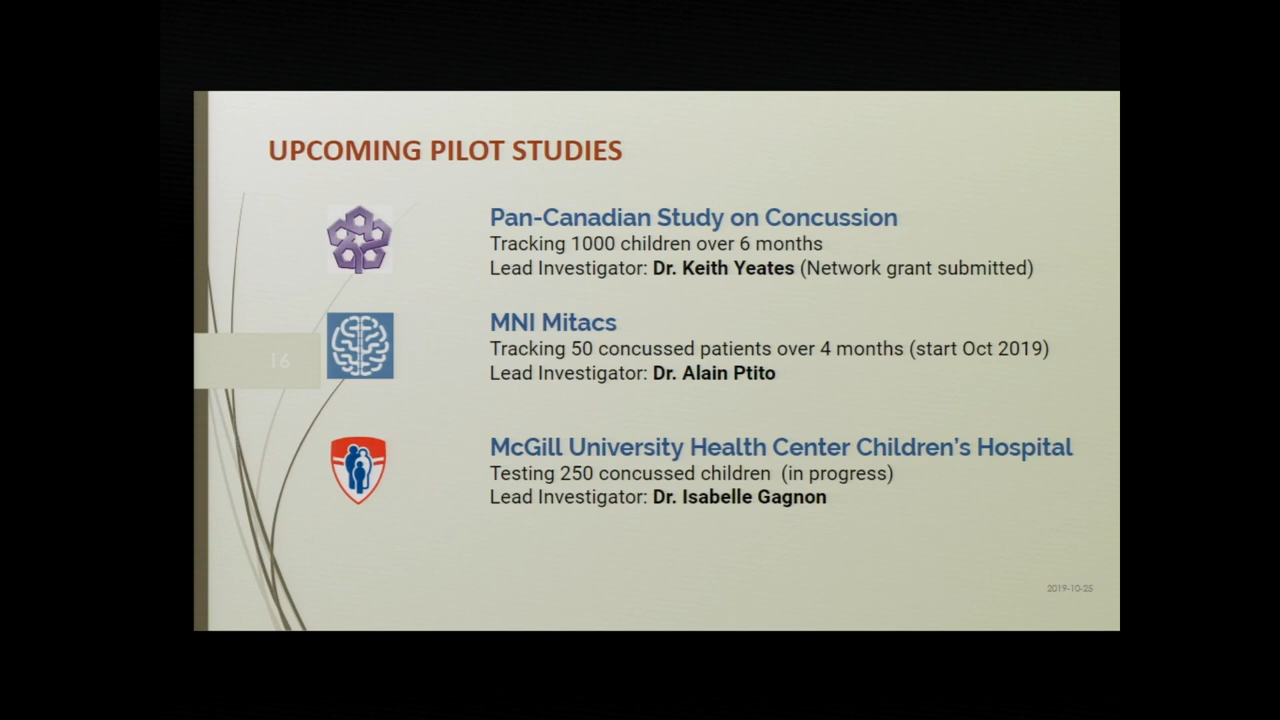 UPCOMING PILOT STUDIES
Pan-Canadian Study on Concussion
Tracking 1000 children over 6 months
Lead Investigator: Dr. Keith Yeates (Network grant submitted)
MNI Mitacs
Tracking 50 concussed patients over 4 months (start Oct 2019)
Lead Investigator: Dr. Alain Ptito
16
McGill University Health Center Children's Hospital
Testing 250 concussed children  (in progress)
Lead Investigator: Dr. Isabelle Gagnon
2019-10-25